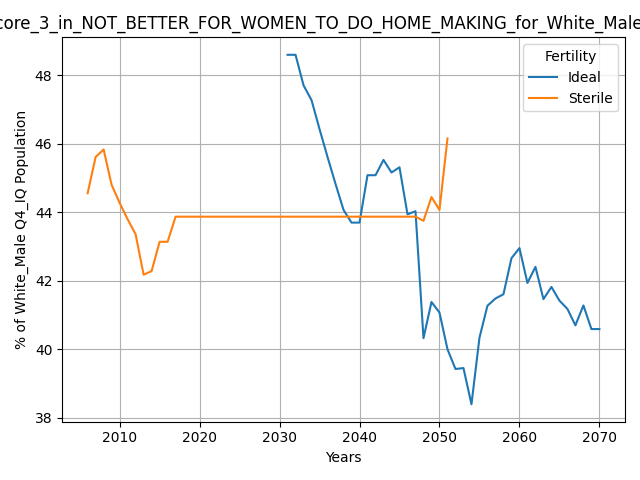 core_3_in_NOT_BETTER_FOR_WOMEN_TO_DO_HOME_MAKING_for_White_Male
% of White_Male Q4_IQ Population
48
46
44
42
40
38
Fertility
Ideal
Sterile
2010 2020 2030 2040 2050 2060 2070
Years